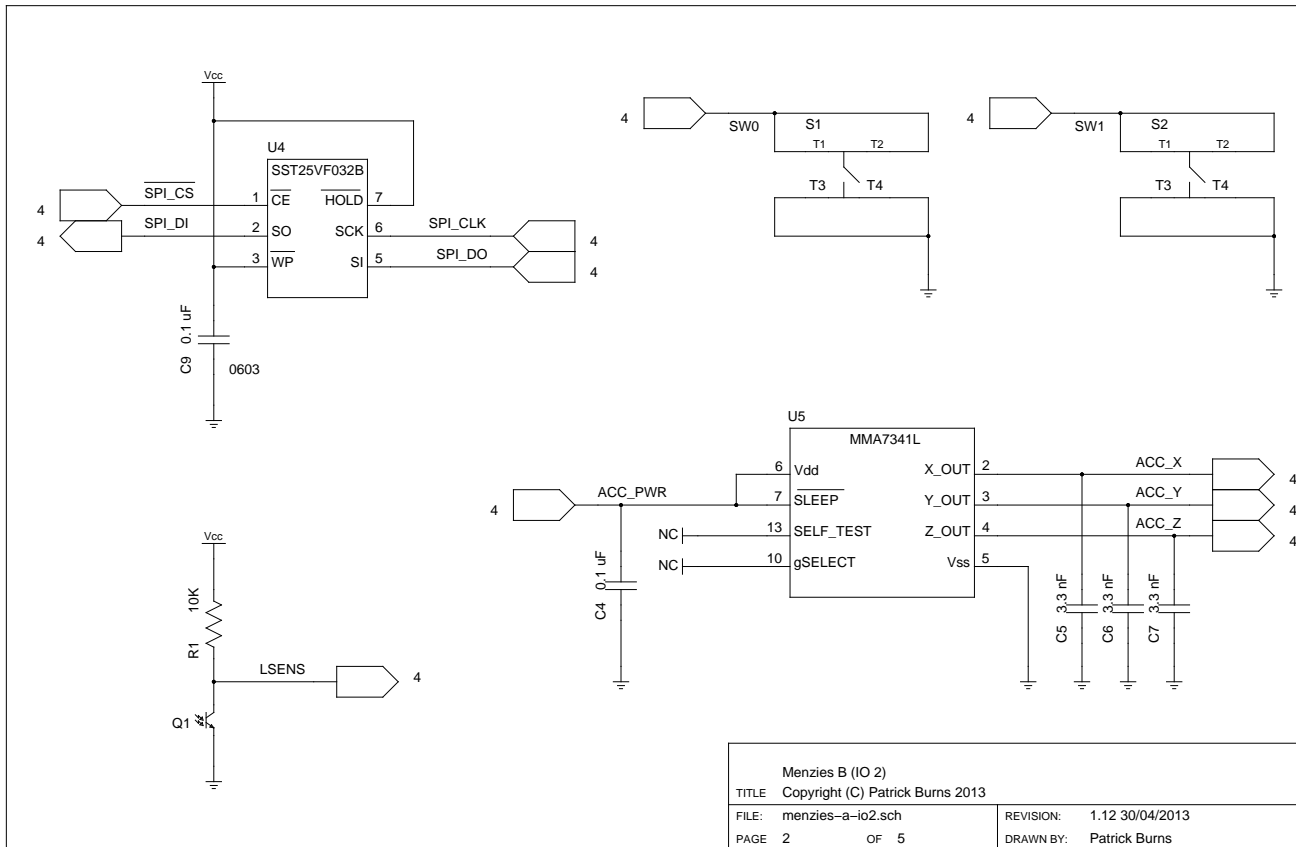 Vcc
U4
SST25VF032B
SPI_CS
4
1 CE
HOLD 7
SPI_DI
4
2 SO
SCK 6
SPI_CLK
4
3 WP
SI 5
SPI_DO
4
C9 0.1 uF
0603
4
SW0
S1
T1 T2
T3 T4
4
SW1
S2
T1 T2
T3 T4
U5
MMA7341L
6 Vdd
X_OUT 2
ACC_X
4
4
ACC_PWR
7 SLEEP
Y_OUT 3
ACC_Y
4
NC
13 SELF_TEST
Z_OUT 4
ACC_Z
4
NC
10 gSELECT
Vss 5
C4 0.1 uF
C5 3.3 nF
C6 3.3 nF
C7 3.3 nF
Vcc
R1 10K
LSENS
4
Q1
Menzies B (IO 2)
TITLE Copyright (C) Patrick Burns 2013
FILE: menzies-a-io2.sch
REVISION: 1.12 30/04/2013
PAGE 2 OF 5
DRAWN BY: Patrick Burns